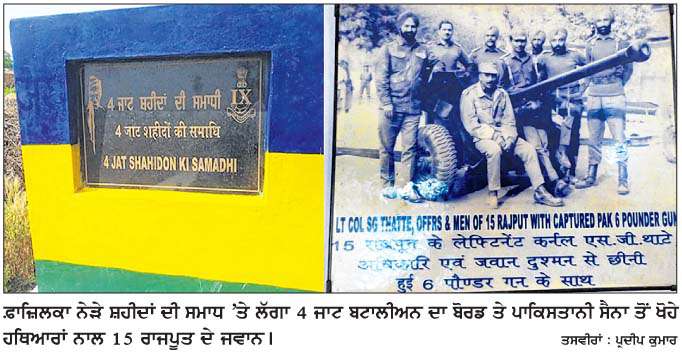 IX
4 ਜਾਟ ਸ਼ਹੀਦਾਂ ਦੀ ਸਮਾਧੀ
4 जाट शहीदों की समाधि
4 JAT SHAHIDON KI SAMADHI
LT COL SG THATTE, OFFRS & MEN OF 15 RAJPUT WITH CAPTURED PAK 6 POUNDER GUN
15 राजपूत के लेफ्टिनेंट कर्नल एस.जी.थाटे
अधिकारि एवं जवान दुश्मन से छीनी
हुई 6 पौण्डर गन के साथ
ਫ਼ਾਜ਼ਿਲਕਾ ਨੇੜੇ ਸ਼ਹੀਦਾਂ ਦੀ ਸਮਾਧ 'ਤੇ ਲੱਗਾ 4 ਜਾਟ ਬਟਾਲੀਅਨ ਦਾ ਬੋਰਡ ਤੇ ਪਾਕਿਸਤਾਨੀ ਸੈਨਾ ਤੋਂ ਖੋਹੇ
ਹਥਿਆਰਾਂ ਨਾਲ 15 ਰਾਜਪੂਤ ਦੇ ਜਵਾਨ।
ਤਸਵੀਰਾਂ : ਪ੍ਰਦੀਪ ਕੁਮਾਰ